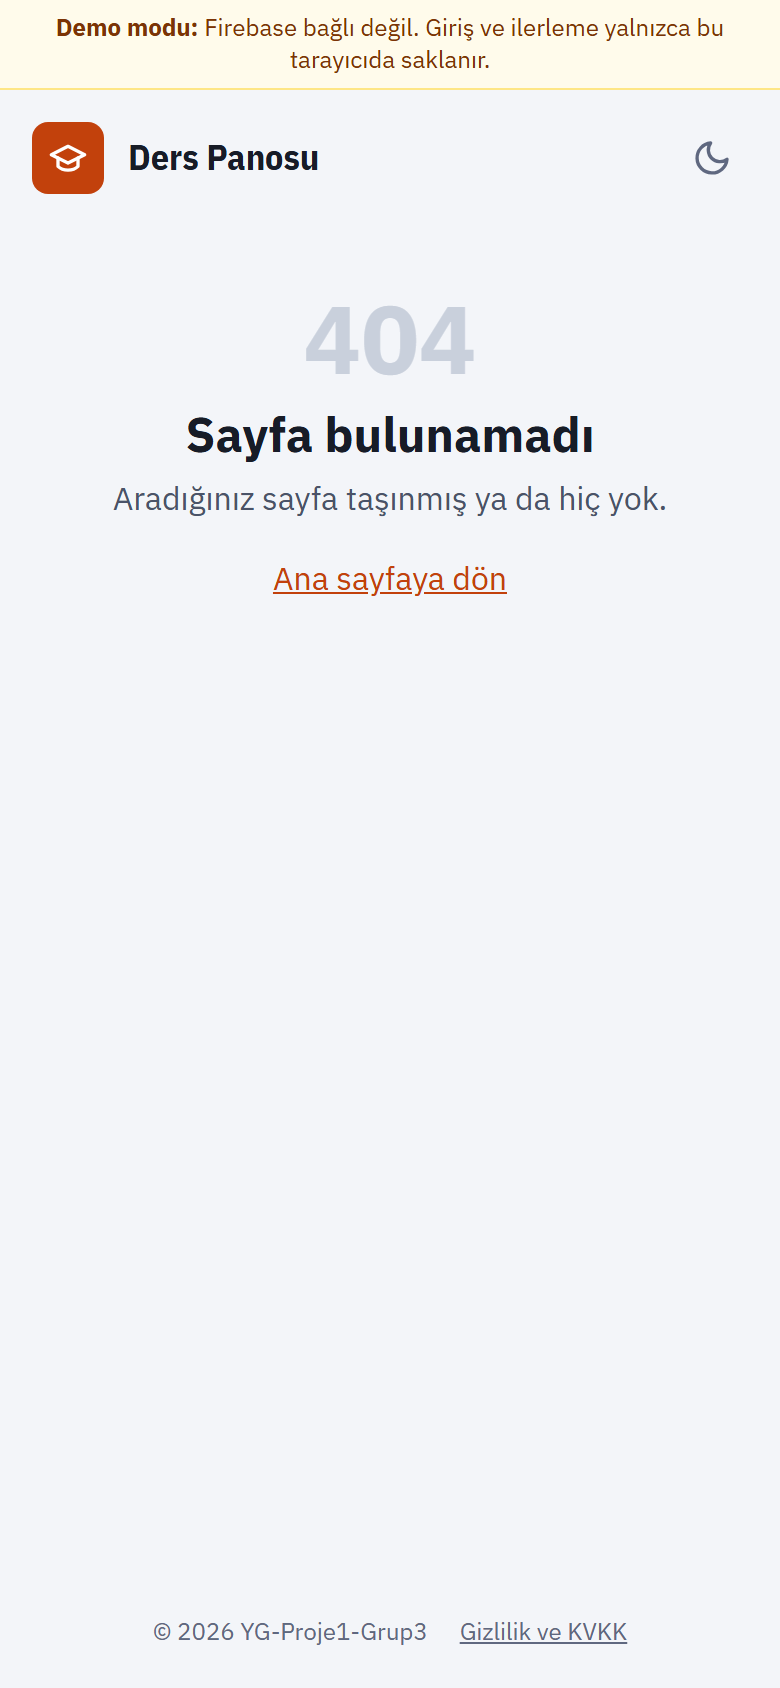 Demo modu: Firebase bağlı değil. Giriş ve ilerleme yalnızca bu
tarayıcıda saklanır.
Ders Panosu
404
Sayfa bulunamadı
Aradığınız sayfa taşınmış ya da hiç yok.
Ana sayfaya dön
© 2026 YG-Proje1-Grup3 Gizlilik ve KVKK